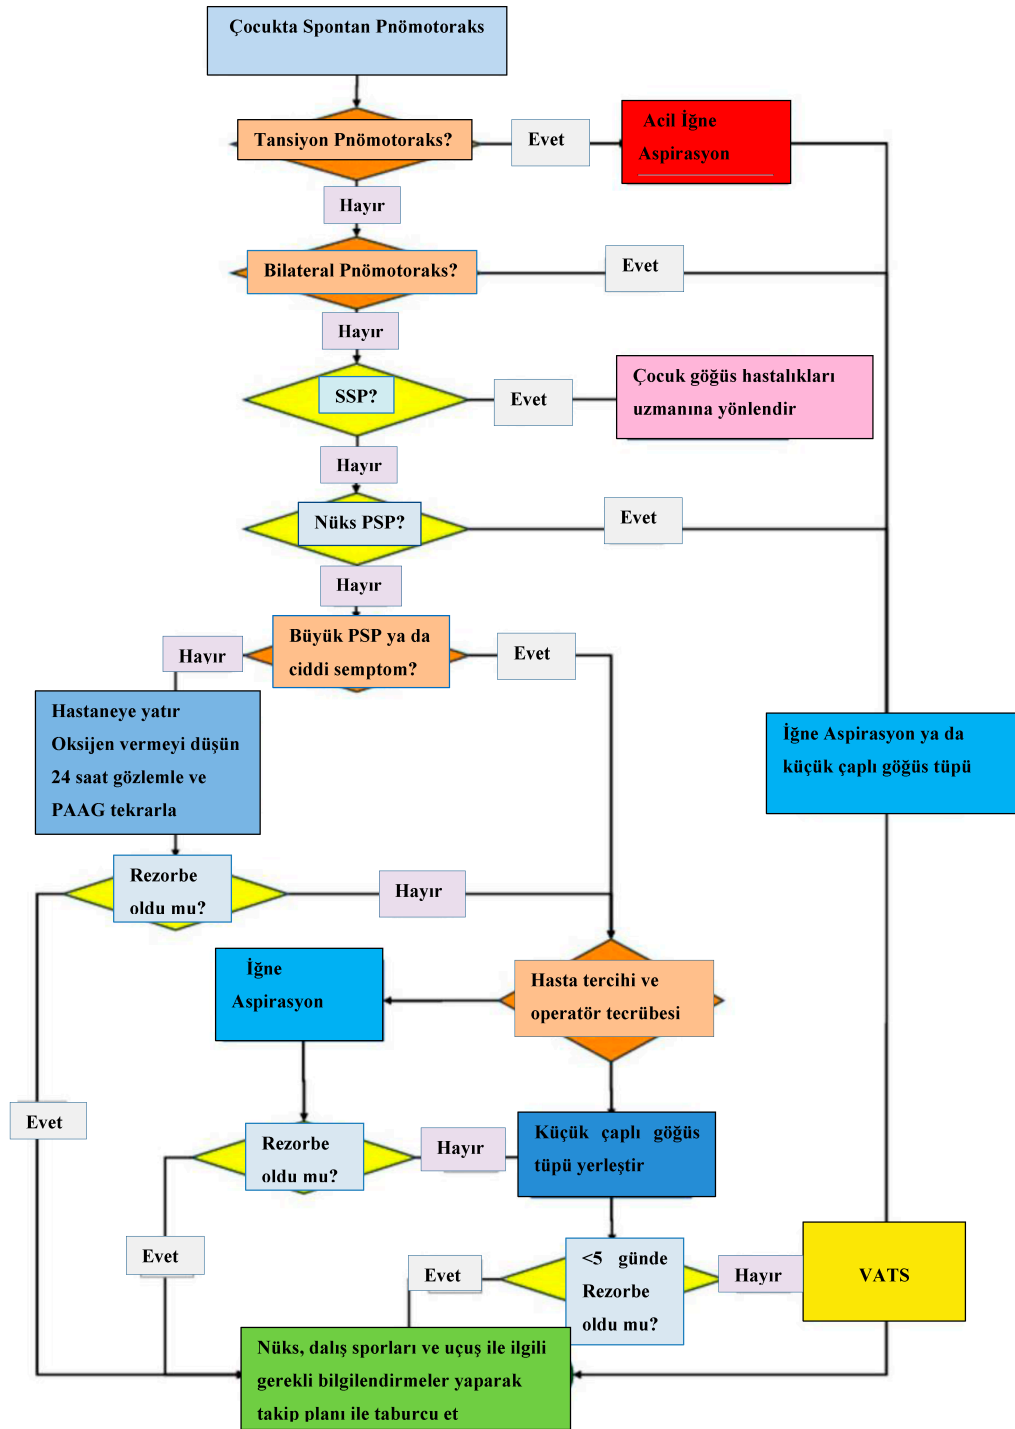 Çocukta Spontan Pnömotoraks
Tansiyon Pnömotoraks?
Evet
Acil İğne
Aspirasyon
Hayır
Bilateral Pnömotoraks?
Evet
Hayır
SSP?
Evet
Çocuk göğüs hastalıkları
uzmanına yönlendir
Hayır
Nüks PSP?
Evet
Hayır
Büyük PSP ya da
ciddi semptom?
Hayır
Evet
Hastaneye yatır
Oksijen vermeyi düşün
24 saat gözlemle ve
PAAG tekrarla
İğne Aspirasyon ya da
küçük çaplı göğüs tüpü
Rezorbe
oldu mu?
Hayır
İğne
Aspirasyon
Hasta tercihi ve
operatör tecrübesi
Evet
Rezorbe
oldu mu?
Hayır
Küçük çaplı göğüs
tüpü yerleştir
Evet
Evet
<5 günde
Rezorbe
oldu mu?
Hayır
VATS
Nüks, dalış sporları ve uçuş ile ilgili
gerekli bilgilendirmeler yaparak
takip planı ile taburcu et